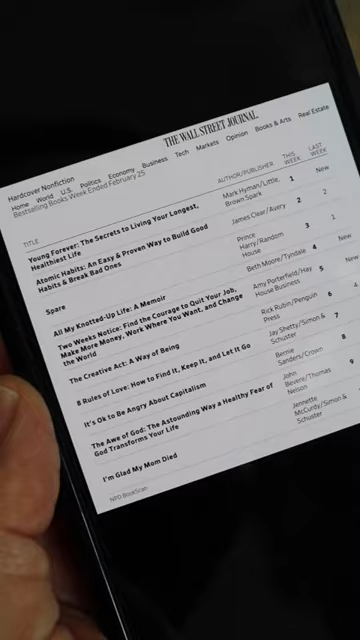 THE WALL STREET JOURNAL.
Home World U.S. Politics Economy Business Tech Markets Opinion Books & Arts Real Estate
Hardcover Nonfiction
Bestselling Books Week Ended February 25
TITLE AUTHOR/PUBLISHER THIS WEEK LAST WEEK
Young Forever: The Secrets to Living Your Longest, Healthiest Life Mark Hyman/Little, Brown Spark 1 New
Atomic Habits: An Easy & Proven Way to Build Good Habits & Break Bad Ones James Clear/Avery 2 2
Spare Prince Harry/Random House 3 1
All My Knotted-Up Life: A Memoir Beth Moore/Tyndale 4 New
Two Weeks Notice: Find the Courage to Quit Your Job, Make More Money, Work Where You Want, and Change the World Amy Porterfield/Hay House Business 5 New
The Creative Act: A Way of Being Rick Rubin/Penguin Press 6 4
8 Rules of Love: How to Find It, Keep It, and Let It Go Jay Shetty/Simon & Schuster 7
It's Ok to Be Angry About Capitalism Bernie Sanders/Crown 8
The Awe of God: The Astounding Way a Healthy Fear of God Transforms Your Life John Bevere/Thomas Nelson 9
I'm Glad My Mom Died Jennette McCurdy/Simon & Schuster
NPD BookScan